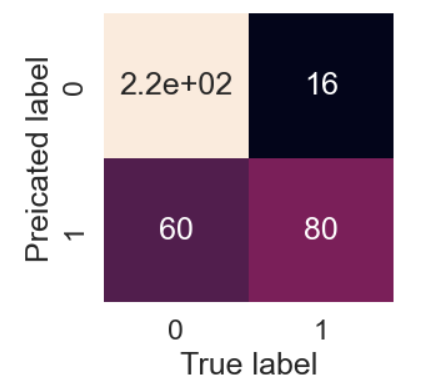 Preicated label
0
2.2e+02 16
1
60 80
0 1
True label